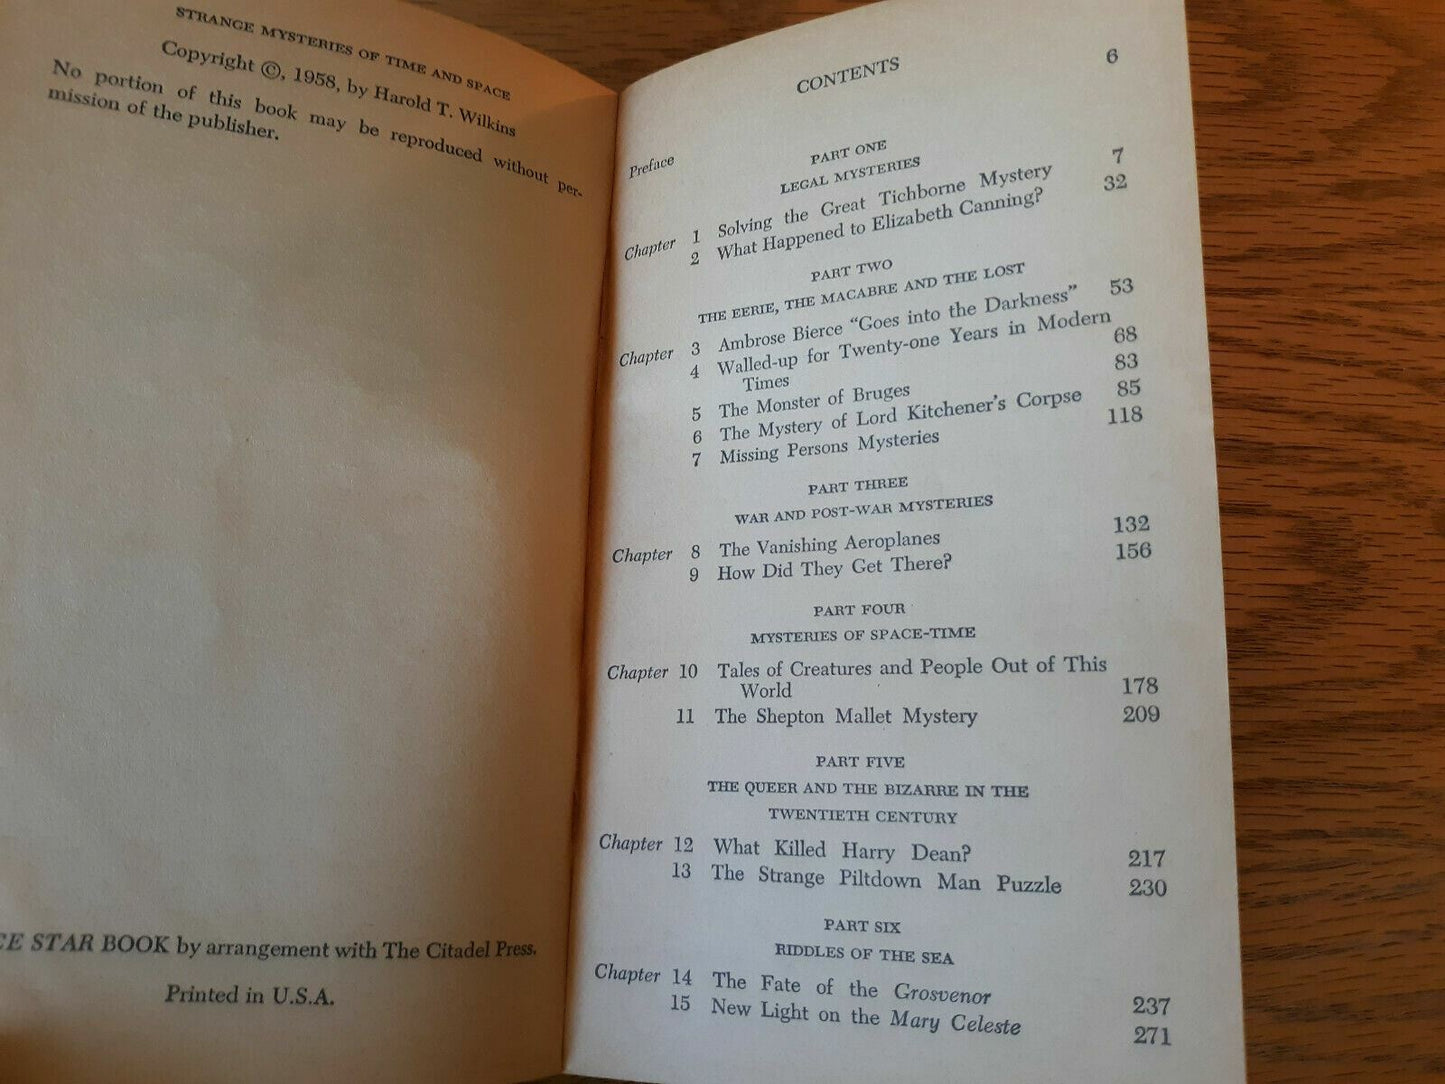 STRANGE MYSTERIES OF TIME AND SPACE
Copyright ©, 1958, by Harold T. Wilkins
No portion of this book may be reproduced without per-
mission of the publisher.
STAR BOOK by arrangement with The Citadel Press.
Printed in U.S.A.
CONTENTS
Preface 6
PART ONE
LEGAL MYSTERIES
Chapter 1 Solving the Great Tichborne Mystery 7
2 What Happened to Elizabeth Canning? 32
PART TWO
THE EERIE, THE MACABRE AND THE LOST
Chapter 3 Ambrose Bierce “Goes into the Darkness” 53
4 Walled-up for Twenty-one Years in Modern
Times 68
5 The Monster of Bruges 83
6 The Mystery of Lord Kitchener's Corpse 85
7 Missing Persons Mysteries 118
PART THREE
WAR AND POST-WAR MYSTERIES
Chapter 8 The Vanishing Aeroplanes 132
9 How Did They Get There? 156
PART FOUR
MYSTERIES OF SPACE-TIME
Chapter 10 Tales of Creatures and People Out of This
World 178
11 The Shepton Mallet Mystery 209
PART FIVE
THE QUEER AND THE BIZARRE IN THE
TWENTIETH CENTURY
Chapter 12 What Killed Harry Dean? 217
13 The Strange Piltdown Man Puzzle 230
PART SIX
RIDDLES OF THE SEA
Chapter 14 The Fate of the Grosvenor 237
15 New Light on the Mary Celeste 271